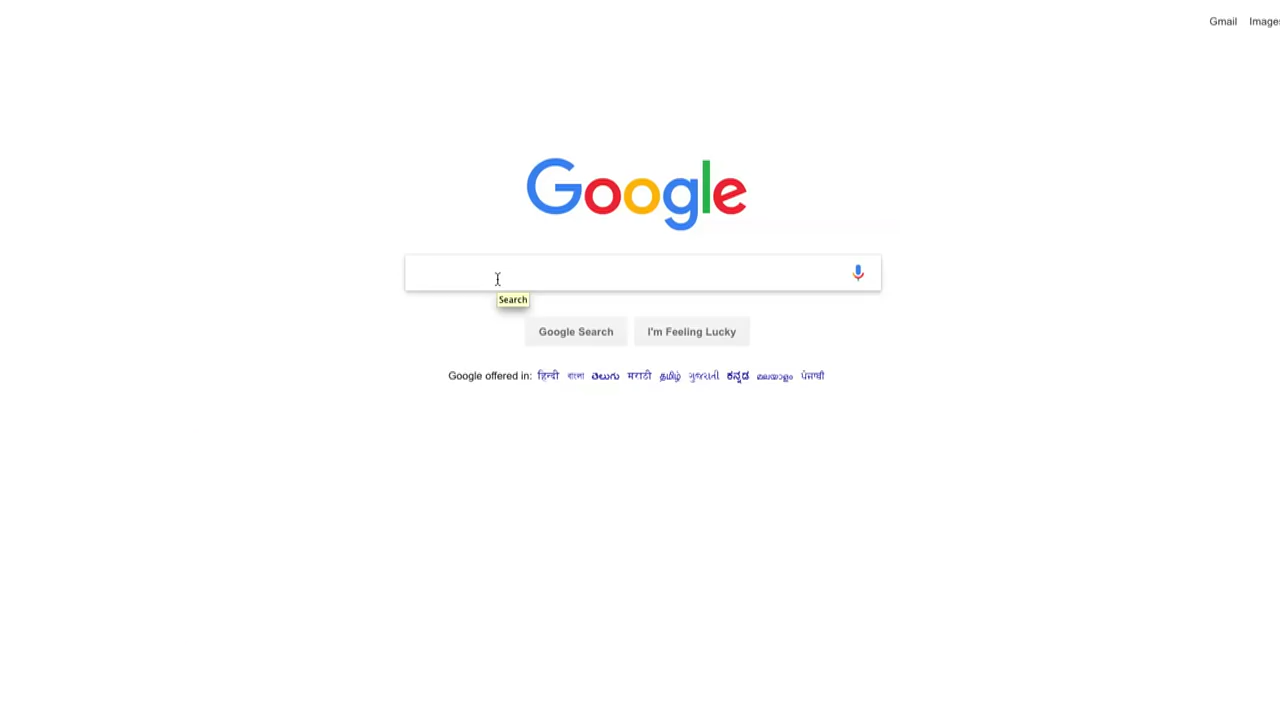 Gmail Images
Google
Search
Google Search I'm Feeling Lucky
Google offered in: हिन्दी বাংলা తెలుగు मराठी தமிழ் ગુજરાતી ಕನ್ನಡ മലയാളം ਪੰਜਾਬੀ